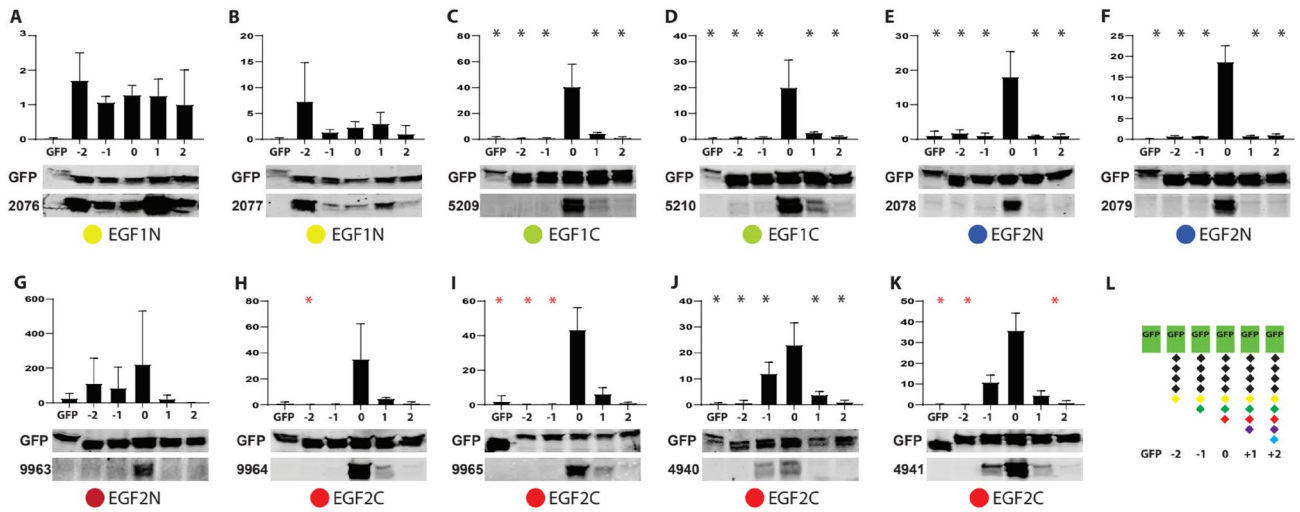 A
3
2
1
0
GFP -2 -1 0 1 2
GFP
2076
EGF1N
B
20
15
10
5
0
GFP -2 -1 0 1 2
GFP
2077
EGF1N
C
* * * * *
80
60
40
20
0
GFP -2 -1 0 1 2
GFP
5209
EGF1C
D
* * * * *
40
30
20
10
0
GFP -2 -1 0 1 2
GFP
5210
EGF1C
E
* * * * *
30
20
10
0
GFP -2 -1 0 1 2
GFP
2078
EGF2N
F
* * * * *
25
20
15
10
5
0
GFP -2 -1 0 1 2
GFP
2079
EGF2N
G
600
400
200
0
GFP -2 -1 0 1 2
GFP
9963
EGF2N
H
*
80
60
40
20
0
GFP -2 -1 0 1 2
GFP
9964
EGF2C
I
* * *
60
40
20
0
GFP -2 -1 0 1 2
GFP
9965
EGF2C
J
* * * * *
40
30
20
10
0
GFP -2 -1 0 1 2
GFP
4940
EGF2C
K
* * *
50
40
30
20
10
0
GFP -2 -1 0 1 2
GFP
4941
EGF2C
L
GFP GFP GFP GFP GFP GFP
GFP -2 -1 0 +1 +2